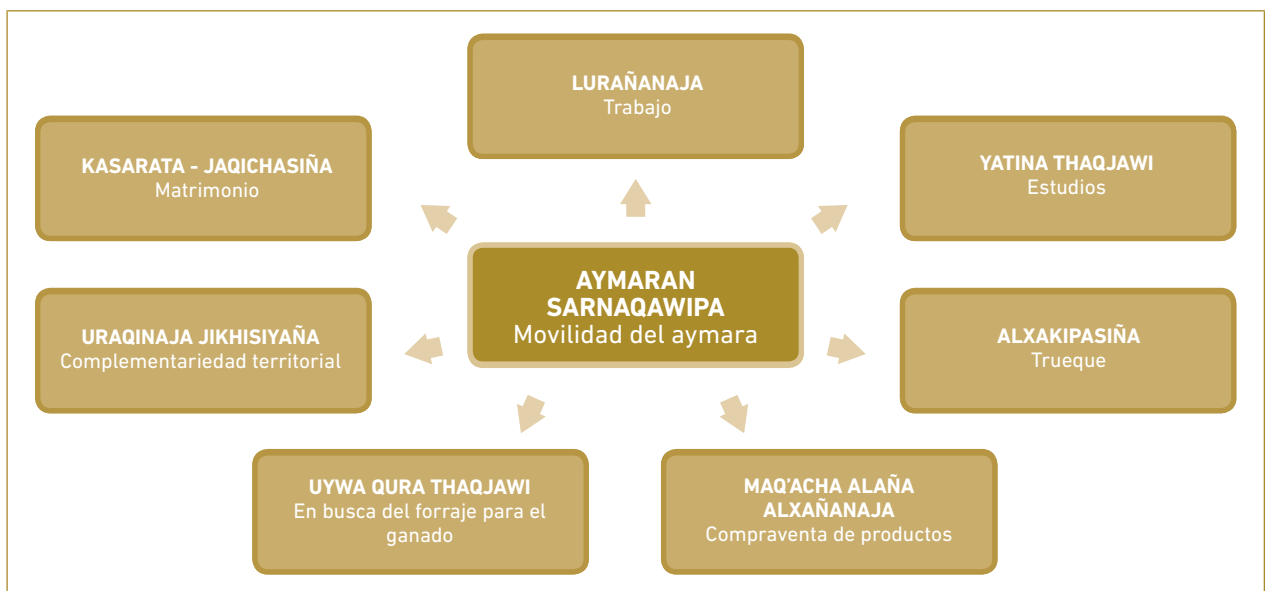 LURAÑANAJA
Trabajo
KASARATA - JAQICHASIÑA
Matrimonio
YATINA THAQJAWI
Estudios
AYMARAN
SARNAQAWIPA
Movilidad del aymara
URAQINAJA JIKHISIYAÑA
Complementariedad territorial
ALXAKIPASIÑA
Trueque
UYWA QURA THAQJAWI
En busca del forraje para el
ganado
MAQ’ACHA ALAÑA
ALXAÑANAJA
Compraventa de productos